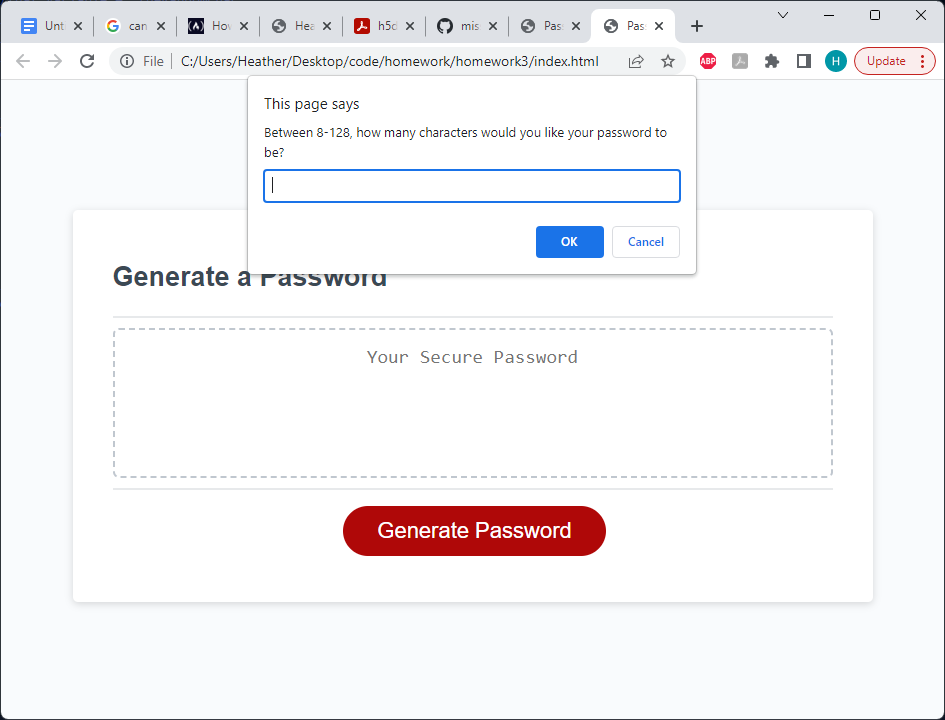 Unt
can
How
Hea
h5d
mis
Pas
Pas
File
C:/Users/Heather/Desktop/code/homework/homework3/index.html
ABP
H
Update
This page says
Between 8-128, how many characters would you like your password to
be?
OK
Cancel
Generate a Password
Your Secure Password
Generate Password